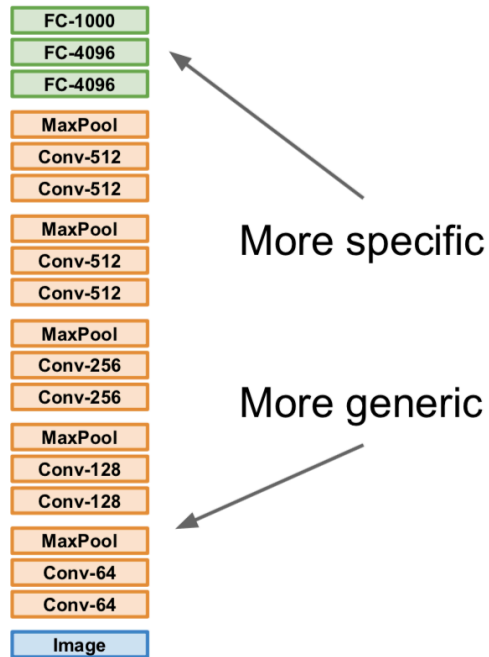 FC-1000
FC-4096
FC-4096
MaxPool
Conv-512
Conv-512
MaxPool
Conv-512
Conv-512
MaxPool
Conv-256
Conv-256
MaxPool
Conv-128
Conv-128
MaxPool
Conv-64
Conv-64
Image
More specific
More generic